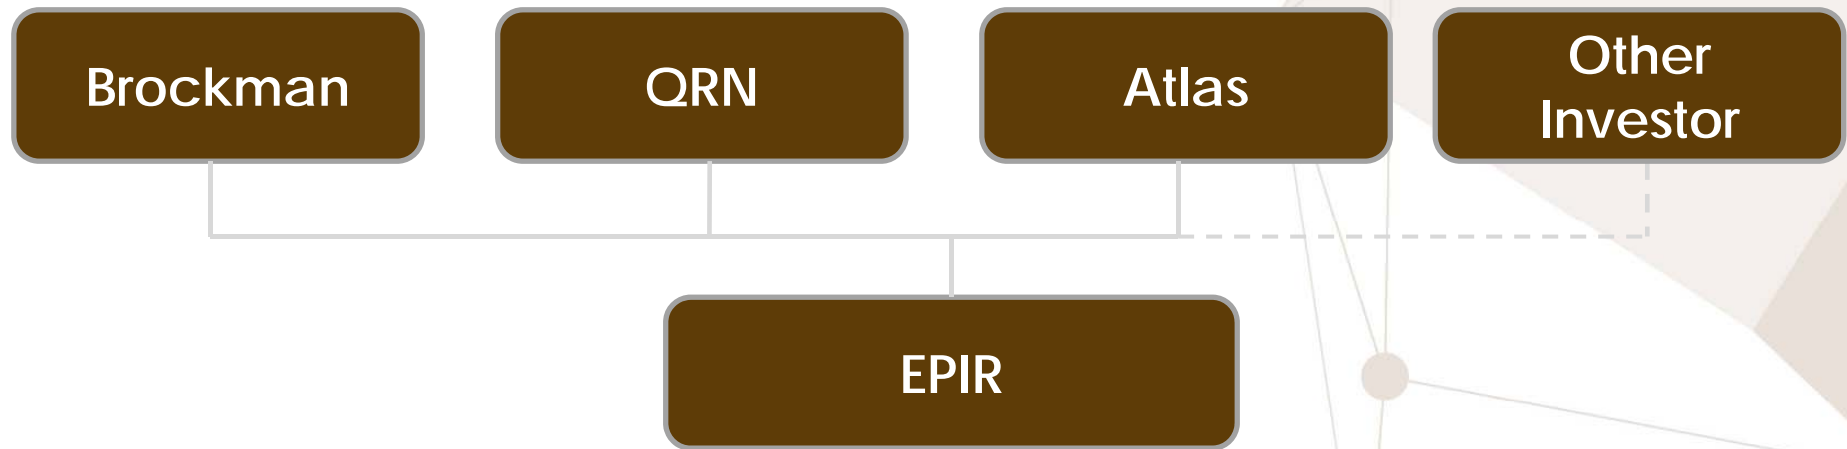 Brockman
QRN
Atlas
Other
Investor
EPIR